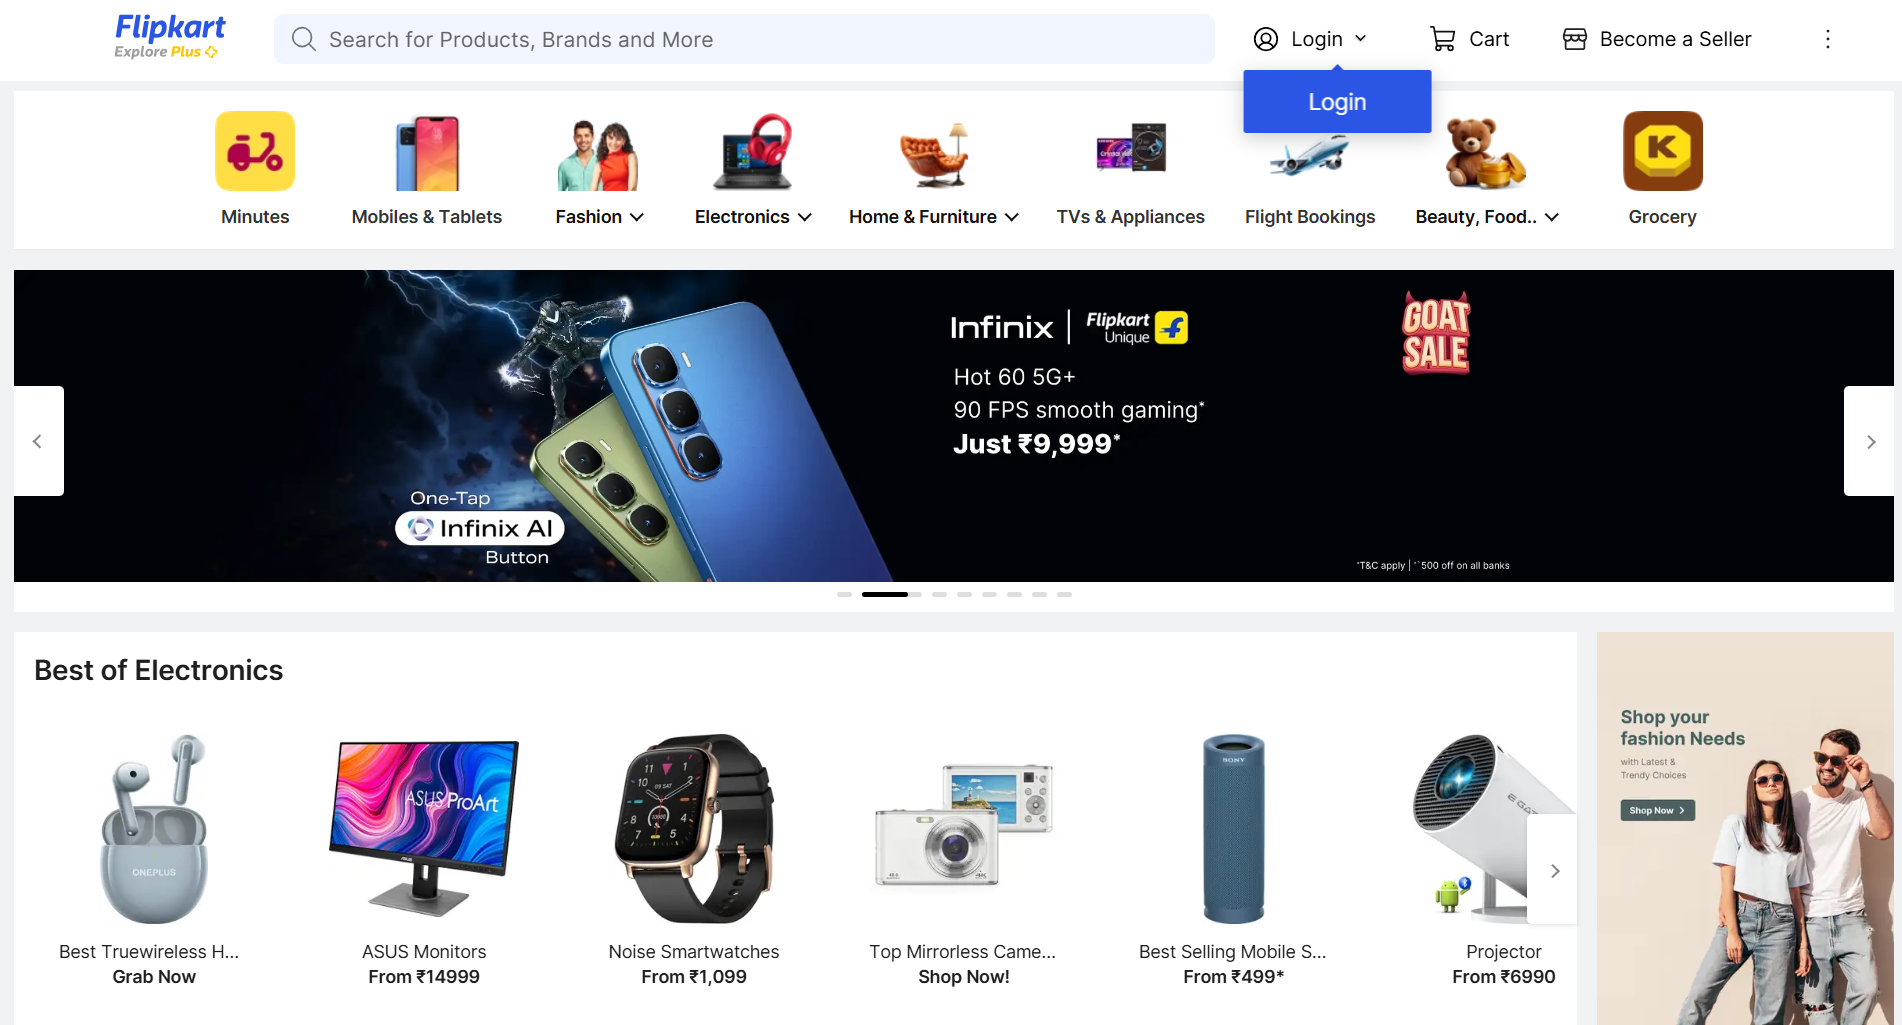 Flipkart
Explore Plus
Search for Products, Brands and More
Login
Cart
Become a Seller
Login
Minutes
Mobiles & Tablets
Fashion
Electronics
Home & Furniture
TVs & Appliances
Flight Bookings
Beauty, Food..
Grocery
K
Infinix
Flipkart
Unique
Hot 60 5G+
90 FPS smooth gaming*
Just ₹9,999*
GOAT
SALE
One-Tap
Infinix AI
Button
*T&C apply | *`500 off on all banks
Best of Electronics
ONEPLUS
ASUS ProArt
SONY
Best Truewireless H...
Grab Now
ASUS Monitors
From ₹14999
Noise Smartwatches
From ₹1,099
Top Mirrorless Came...
Shop Now!
Best Selling Mobile S...
From ₹499*
Projector
From ₹6990
Shop your
fashion Needs
with Latest &
Trendy Choices
Shop Now